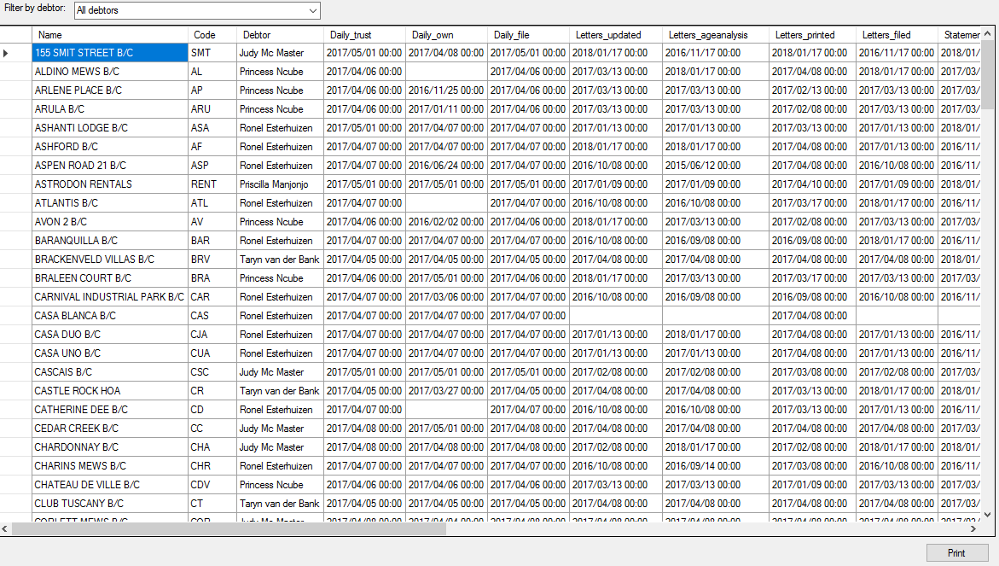 Filter by debtor: All debtors
Name Code Debtor Daily_trust Daily_own Daily_file Letters_updated Letters_ageanalysis Letters_printed Letters_filed Statemer
155 SMIT STREET B/C SMT Judy Mc Master 2017/05/01 00:00 2017/04/08 00:00 2017/05/01 00:00 2018/01/17 00:00 2016/11/17 00:00 2018/01/17 00:00 2016/11/17 00:00 2018/01/
ALDINO MEWS B/C AL Princess Ncube 2017/04/06 00:00 2017/04/06 00:00 2017/03/13 00:00 2018/01/17 00:00 2017/04/08 00:00 2018/01/17 00:00 2017/03/
ARLENE PLACE B/C AP Princess Ncube 2017/04/06 00:00 2016/11/25 00:00 2017/04/06 00:00 2017/03/13 00:00 2017/03/13 00:00 2017/02/13 00:00 2017/03/13 00:00 2017/03/
ARULA B/C ARU Princess Ncube 2017/04/06 00:00 2017/01/11 00:00 2017/04/06 00:00 2017/03/13 00:00 2017/03/13 00:00 2017/02/08 00:00 2017/03/13 00:00 2017/03/
ASHANTI LODGE B/C ASA Ronel Esterhuizen 2017/05/01 00:00 2017/04/07 00:00 2017/04/07 00:00 2017/01/13 00:00 2017/01/13 00:00 2017/03/13 00:00 2017/01/13 00:00 2018/01/
ASHFORD B/C AF Ronel Esterhuizen 2017/04/07 00:00 2017/04/07 00:00 2017/04/07 00:00 2018/01/17 00:00 2018/01/17 00:00 2017/04/08 00:00 2017/01/13 00:00 2016/11/
ASPEN ROAD 21 B/C ASP Ronel Esterhuizen 2017/04/07 00:00 2016/06/24 00:00 2017/04/07 00:00 2016/10/08 00:00 2015/06/12 00:00 2017/04/08 00:00 2016/10/08 00:00 2016/11/
ASTRODON RENTALS RENT Priscilla Manjonjo 2017/05/01 00:00 2017/05/01 00:00 2017/05/01 00:00 2017/01/09 00:00 2017/01/09 00:00 2017/04/10 00:00 2017/01/09 00:00 2018/01/
ATLANTIS B/C ATL Ronel Esterhuizen 2017/04/07 00:00 2017/04/07 00:00 2016/10/08 00:00 2016/10/08 00:00 2017/03/17 00:00 2018/01/17 00:00 2016/11/
AVON 2 B/C AV Princess Ncube 2017/04/06 00:00 2016/02/02 00:00 2017/04/06 00:00 2018/01/17 00:00 2017/03/13 00:00 2017/02/08 00:00 2017/03/13 00:00 2017/03/
BARANQUILLA B/C BAR Ronel Esterhuizen 2017/04/07 00:00 2017/04/07 00:00 2017/04/07 00:00 2016/10/08 00:00 2016/09/08 00:00 2016/09/08 00:00 2018/01/17 00:00 2016/11/
BRACKENVELD VILLAS B/C BRV Taryn van der Bank 2017/04/05 00:00 2017/04/05 00:00 2017/04/05 00:00 2017/04/08 00:00 2017/04/08 00:00 2017/04/08 00:00 2017/04/08 00:00 2018/01/
BRALEEN COURT B/C BRA Princess Ncube 2017/04/06 00:00 2017/05/01 00:00 2017/04/06 00:00 2018/01/17 00:00 2017/03/13 00:00 2017/03/17 00:00 2017/03/13 00:00 2017/03/
CARNIVAL INDUSTRIAL PARK B/C CAR Ronel Esterhuizen 2017/04/07 00:00 2017/03/06 00:00 2017/04/07 00:00 2016/10/08 00:00 2016/09/08 00:00 2016/09/08 00:00 2016/10/08 00:00 2016/11/
CASA BLANCA B/C CAS Ronel Esterhuizen 2017/04/07 00:00 2017/04/07 00:00 2017/04/07 00:00 2017/04/08 00:00
CASA DUO B/C CJA Ronel Esterhuizen 2017/04/07 00:00 2017/04/07 00:00 2017/04/07 00:00 2017/01/13 00:00 2018/01/17 00:00 2017/04/08 00:00 2017/01/13 00:00 2016/11/
CASA UNO B/C CUA Ronel Esterhuizen 2017/04/07 00:00 2017/04/07 00:00 2017/04/07 00:00 2017/01/13 00:00 2017/01/13 00:00 2017/04/08 00:00 2017/01/13 00:00 2016/11/
CASCAIS B/C CSC Judy Mc Master 2017/05/01 00:00 2017/05/01 00:00 2017/05/01 00:00 2017/02/08 00:00 2017/02/08 00:00 2017/03/08 00:00 2017/02/08 00:00 2017/03/
CASTLE ROCK HOA CR Taryn van der Bank 2017/04/05 00:00 2017/03/27 00:00 2017/04/05 00:00 2017/04/08 00:00 2017/04/08 00:00 2017/03/13 00:00 2018/01/17 00:00 2018/01/
CATHERINE DEE B/C CD Ronel Esterhuizen 2017/04/07 00:00 2017/04/07 00:00 2016/10/08 00:00 2016/10/08 00:00 2017/03/13 00:00 2017/01/13 00:00 2016/11/
CEDAR CREEK B/C CC Judy Mc Master 2017/04/08 00:00 2017/05/01 00:00 2017/04/08 00:00 2017/04/08 00:00 2017/04/08 00:00 2017/04/08 00:00 2017/04/08 00:00 2017/03/
CHARDONNAY B/C CHA Judy Mc Master 2017/04/08 00:00 2017/04/08 00:00 2017/04/08 00:00 2017/02/08 00:00 2018/01/17 00:00 2017/02/08 00:00 2018/01/17 00:00 2018/01/
CHARINS MEWS B/C CHR Ronel Esterhuizen 2017/04/07 00:00 2017/04/07 00:00 2017/04/07 00:00 2016/10/08 00:00 2016/09/14 00:00 2017/03/08 00:00 2016/10/08 00:00 2016/11/
CHATEAU DE VILLE B/C CDV Princess Ncube 2017/04/06 00:00 2017/04/06 00:00 2017/04/06 00:00 2017/03/13 00:00 2017/03/13 00:00 2017/01/09 00:00 2017/03/13 00:00 2017/03/
CLUB TUSCANY B/C CT Taryn van der Bank 2017/04/05 00:00 2017/04/05 00:00 2017/04/05 00:00 2017/04/08 00:00 2017/04/08 00:00 2017/04/08 00:00 2017/04/08 00:00 2017/03/
Print